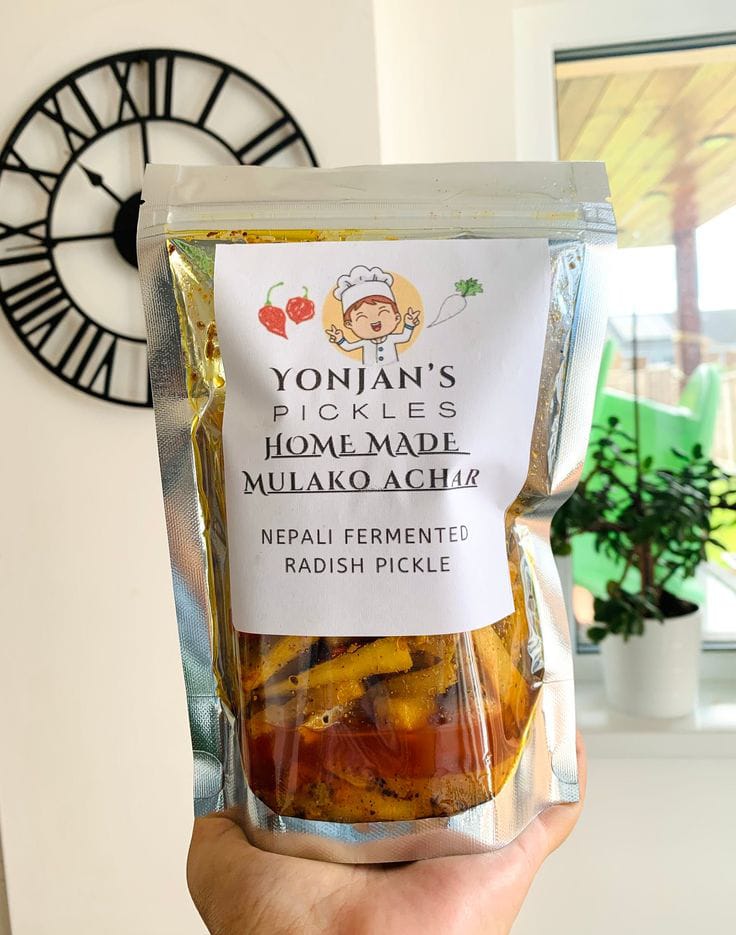 YONJAN'S
PICKLES
HOME MADE
MULAKO ACHAR
NEPALI FERMENTED
RADISH PICKLE